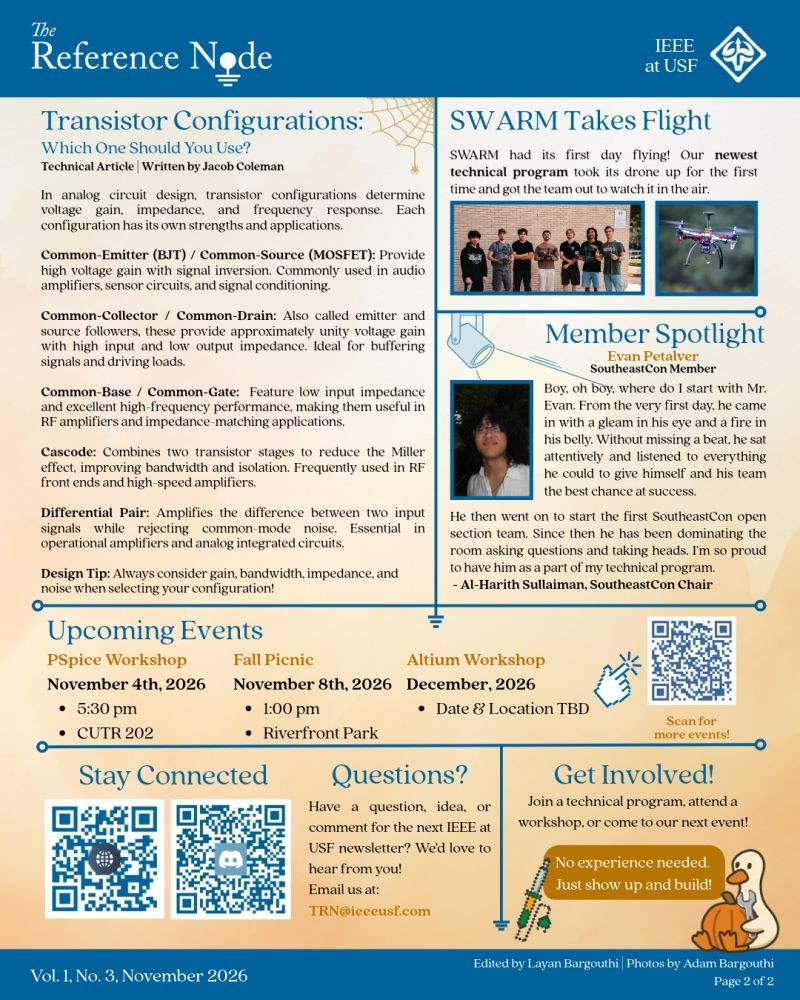 The
Reference Node
IEEE
at USF
Transistor Configurations:
Which One Should You Use?
Technical Article | Written by Jacob Coleman
In analog circuit design, transistor configurations determine
voltage gain, impedance, and frequency response. Each
configuration has its own strengths and applications.
Common-Emitter (BJT) / Common-Source (MOSFET): Provide
high voltage gain with signal inversion. Commonly used in audio
amplifiers, sensor circuits, and signal conditioning.
Common-Collector / Common-Drain: Also called emitter and
source followers, these provide approximately unity voltage gain
with high input and low output impedance. Ideal for buffering
signals and driving loads.
Common-Base / Common-Gate: Feature low input impedance
and excellent high-frequency performance, making them useful in
RF amplifiers and impedance-matching applications.
Cascode: Combines two transistor stages to reduce the Miller
effect, improving bandwidth and isolation. Frequently used in RF
front ends and high-speed amplifiers.
Differential Pair: Amplifies the difference between two input
signals while rejecting common-mode noise. Essential in
operational amplifiers and analog integrated circuits.
Design Tip: Always consider gain, bandwidth, impedance, and
noise when selecting your configuration!
SWARM Takes Flight
SWARM had its first day flying! Our newest
technical program took its drone up for the first
time and got the team out to watch it in the air.
Member Spotlight
Evan Petalver
SoutheastCon Member
Boy, oh boy, where do I start with Mr.
Evan. From the very first day, he came
in with a gleam in his eye and a fire in
his belly. Without missing a beat, he sat
attentively and listened to everything
he could to give himself and his team
the best chance at success.
He then went on to start the first SoutheastCon open
section team. Since then he has been dominating the
room asking questions and taking heads. I'm so proud
to have him as a part of my technical program.
- Al-Harith Sullaiman, SoutheastCon Chair
Upcoming Events
PSpice Workshop
November 4th, 2026
• 5:30 pm
• CUTR 202
Fall Picnic
November 8th, 2026
• 1:00 pm
• Riverfront Park
Altium Workshop
December, 2026
• Date & Location TBD
Scan for
more events!
Stay Connected
Questions?
Have a question, idea, or
comment for the next IEEE at
USF newsletter? We'd love to
hear from you!
Email us at:
TRN@ieeeusf.com
Get Involved!
Join a technical program, attend a
workshop, or come to our next event!
No experience needed.
Just show up and build!
Vol. 1, No. 3, November 2026
Edited by Layan Bargouthi | Photos by Adam Bargouthi
Page 2 of 2